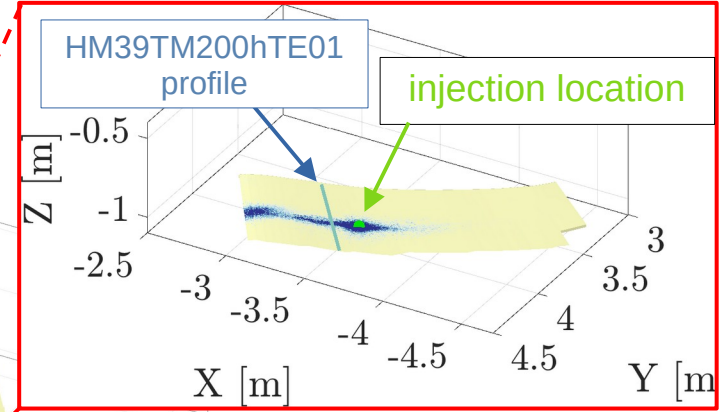 HM39TM200hTE01
profile
injection location
Z [m]
-0.5
-1
-2.5
-3
-3.5
-4
-4.5
X [m]
3
3.5
4
4.5
Y [m